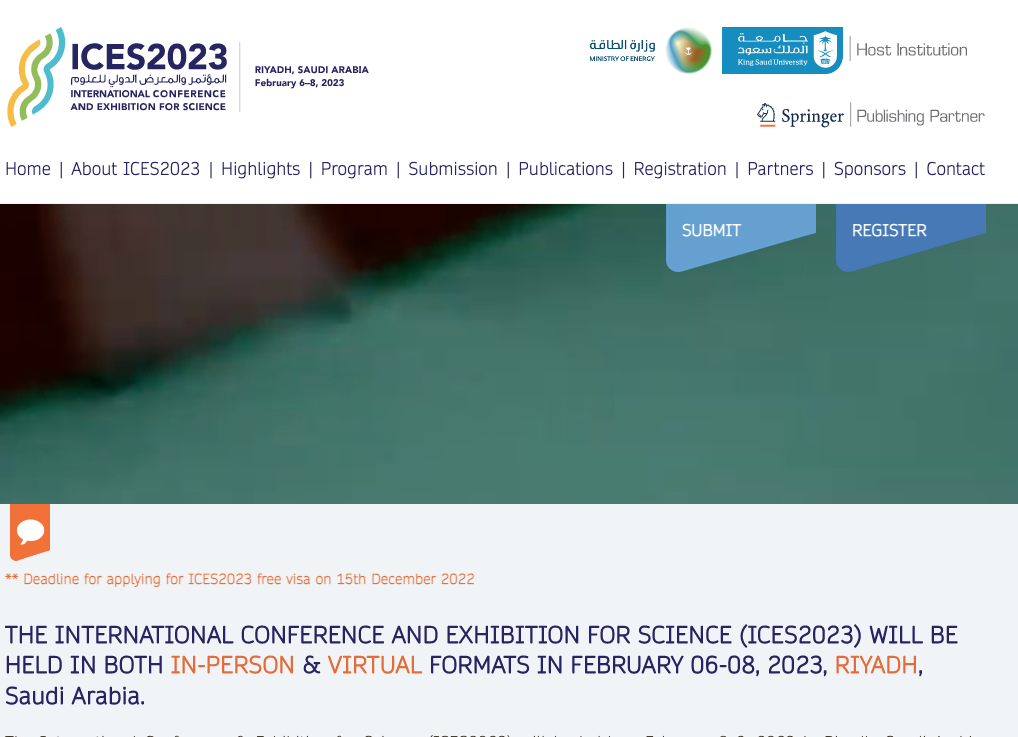 ICES2023
المؤتمر والمعرض الدولي للعلوم
INTERNATIONAL CONFERENCE
AND EXHIBITION FOR SCIENCE
RIYADH, SAUDI ARABIA
February 6–8, 2023
وزارة الطاقة
MINISTRY OF ENERGY
جامعة
الملك سعود
King Saud University
Host Institution
Springer
Publishing Partner
Home | About ICES2023 | Highlights | Program | Submission | Publications | Registration | Partners | Sponsors | Contact
SUBMIT
REGISTER
** Deadline for applying for ICES2023 free visa on 15th December 2022
THE INTERNATIONAL CONFERENCE AND EXHIBITION FOR SCIENCE (ICES2023) WILL BE
HELD IN BOTH IN-PERSON & VIRTUAL FORMATS IN FEBRUARY 06-08, 2023, RIYADH,
Saudi Arabia.